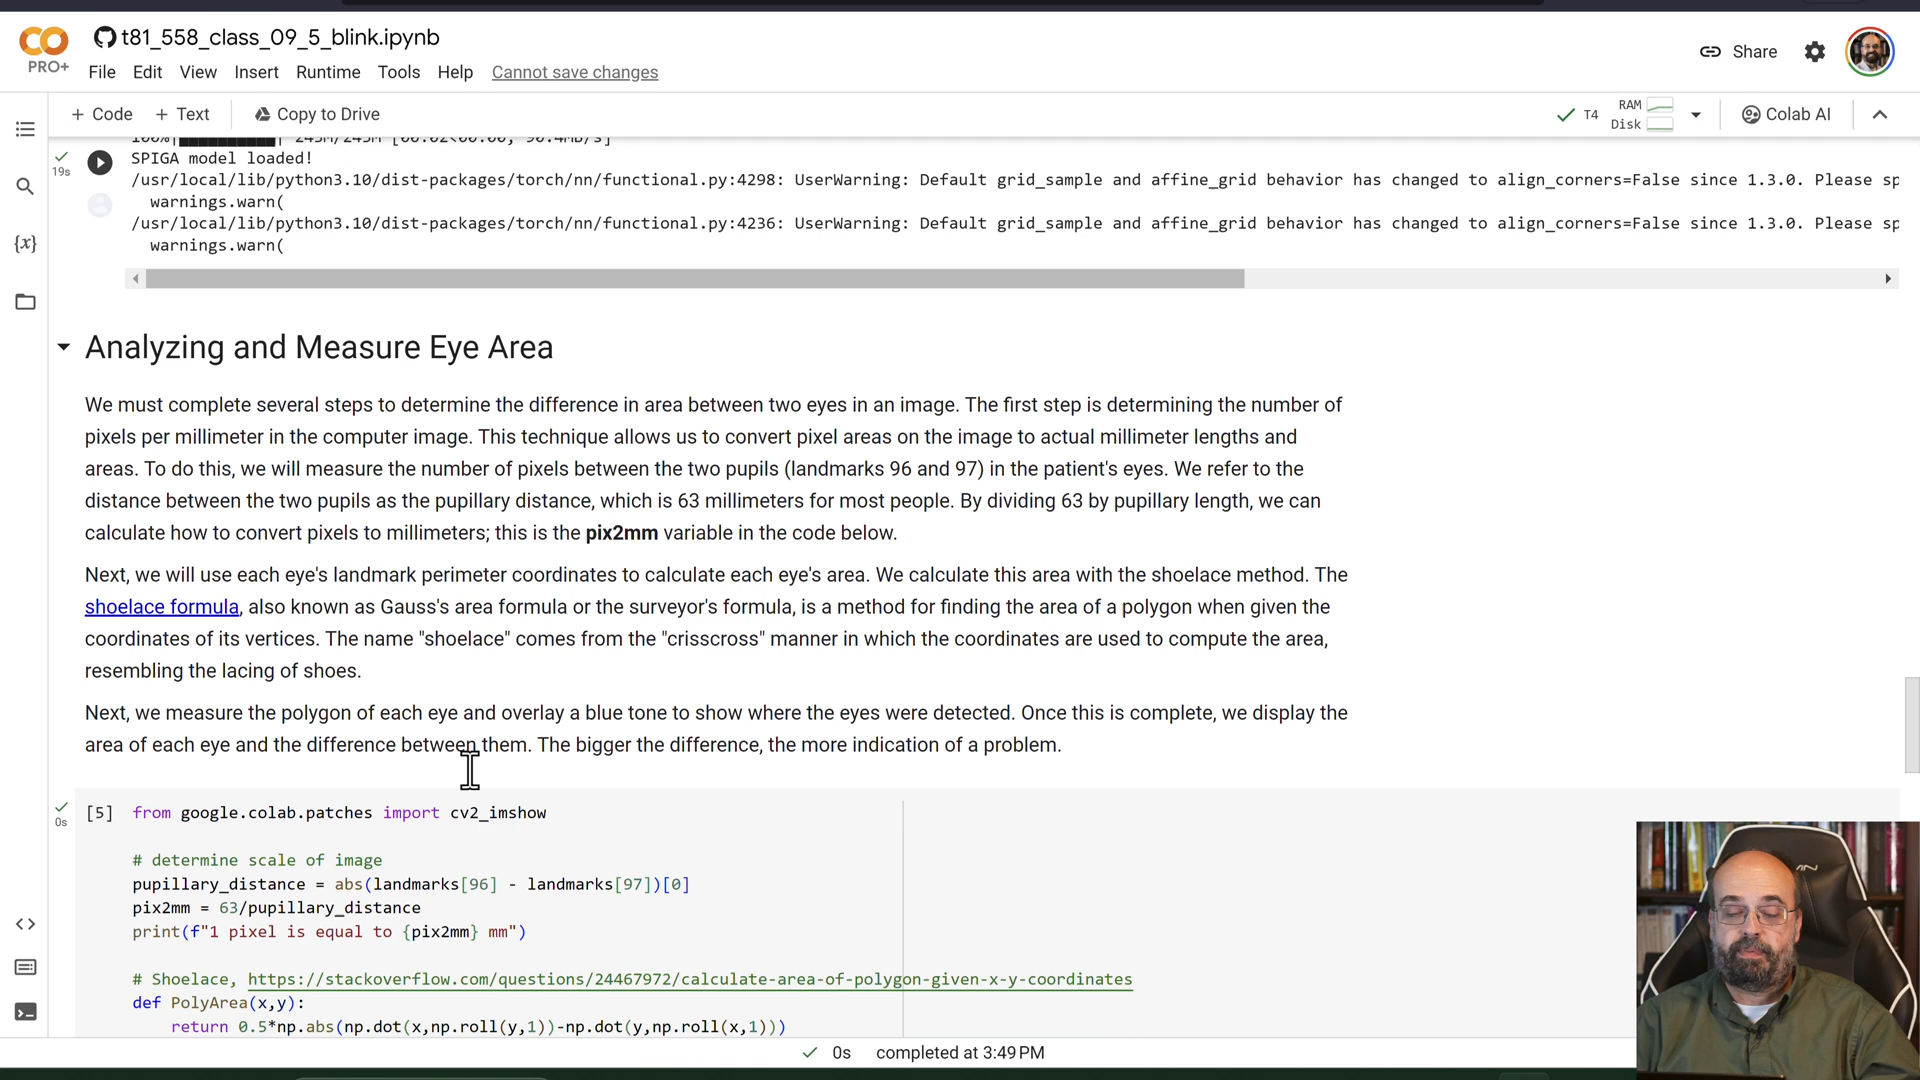 t81_558_class_09_5_blink.ipynb
PRO+
File Edit View Insert Runtime Tools Help Cannot save changes
Share
+ Code + Text Copy to Drive
T4 RAM Disk
Colab AI
SPIGA model loaded!
19s
/usr/local/lib/python3.10/dist-packages/torch/nn/functional.py:4298: UserWarning: Default grid_sample and affine_grid behavior has changed to align_corners=False since 1.3.0. Please sp
warnings.warn(
/usr/local/lib/python3.10/dist-packages/torch/nn/functional.py:4236: UserWarning: Default grid_sample and affine_grid behavior has changed to align_corners=False since 1.3.0. Please sp
warnings.warn(
{x}
Analyzing and Measure Eye Area
We must complete several steps to determine the difference in area between two eyes in an image. The first step is determining the number of
pixels per millimeter in the computer image. This technique allows us to convert pixel areas on the image to actual millimeter lengths and
areas. To do this, we will measure the number of pixels between the two pupils (landmarks 96 and 97) in the patient's eyes. We refer to the
distance between the two pupils as the pupillary distance, which is 63 millimeters for most people. By dividing 63 by pupillary length, we can
calculate how to convert pixels to millimeters; this is the pix2mm variable in the code below.
Next, we will use each eye's landmark perimeter coordinates to calculate each eye's area. We calculate this area with the shoelace method. The
shoelace formula, also known as Gauss's area formula or the surveyor's formula, is a method for finding the area of a polygon when given the
coordinates of its vertices. The name "shoelace" comes from the "crisscross" manner in which the coordinates are used to compute the area,
resembling the lacing of shoes.
Next, we measure the polygon of each eye and overlay a blue tone to show where the eyes were detected. Once this is complete, we display the
area of each eye and the difference between them. The bigger the difference, the more indication of a problem.
[5] from google.colab.patches import cv2_imshow
0s
# determine scale of image
pupillary_distance = abs(landmarks[96] - landmarks[97])[0]
pix2mm = 63/pupillary_distance
print(f"1 pixel is equal to {pix2mm} mm")
# Shoelace, https://stackoverflow.com/questions/24467972/calculate-area-of-polygon-given-x-y-coordinates
def PolyArea(x,y):
return 0.5*np.abs(np.dot(x,np.roll(y,1))-np.dot(y,np.roll(x,1)))
0s completed at 3:49 PM